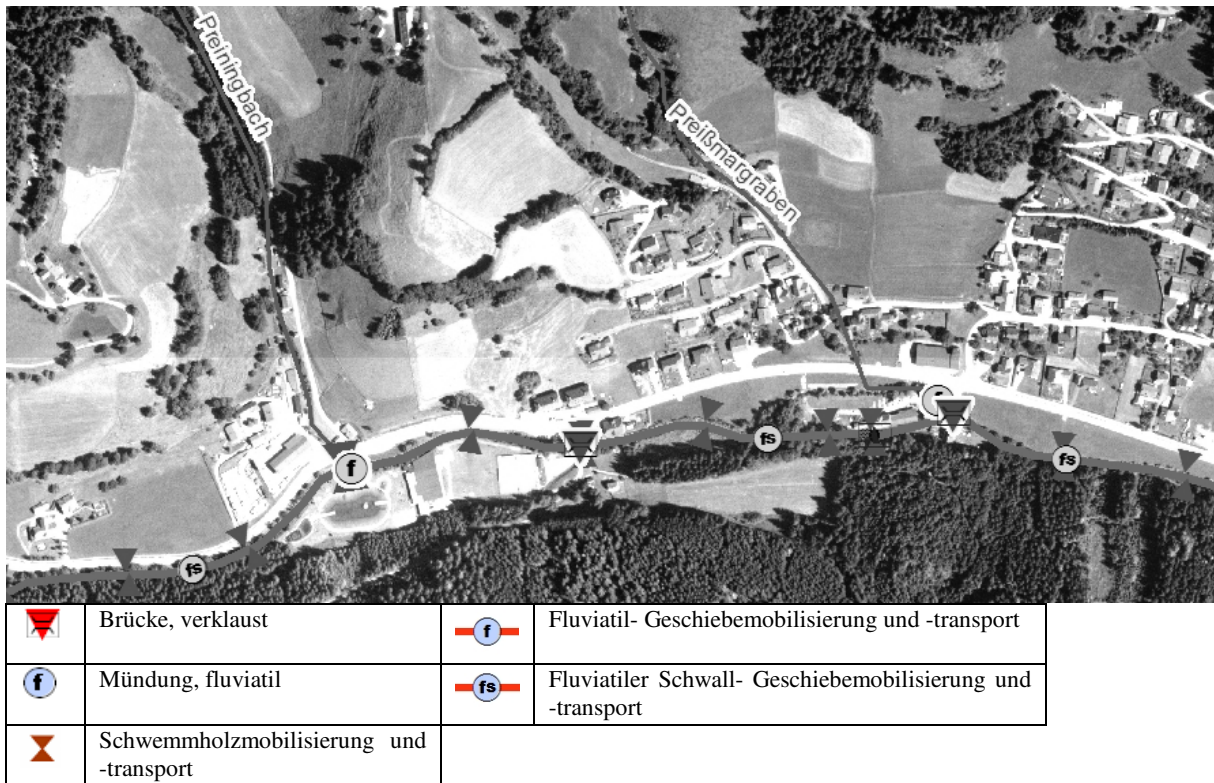 Preiningbach
Preißmargraben
fs
f
fs
fs
Brücke, verklaust
f
Fluviatil- Geschiebemobilisierung und -transport
f
Mündung, fluviatil
fs
Fluviatiler Schwall- Geschiebemobilisierung und
-transport
Schwemmholzmobilisierung und
-transport